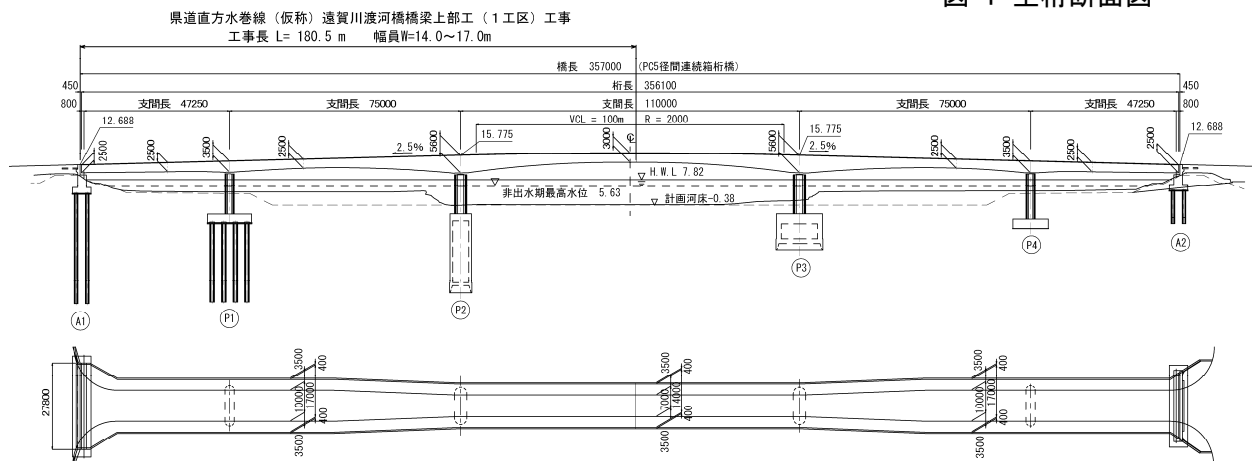 県道直方水巻線（仮称）遠賀川渡河橋橋梁上部工（１工区）工事
工事長 L= 180.5 m 幅員W=14.0～17.0m
橋長 357000 (PC5径間連続箱桁橋)
450 桁長 356100 450
800 支間長 47250 支間長 75000 支間長 110000 支間長 75000 支間長 47250 800
VCL = 100m R = 2000
12.688 2500 2500 3500 2500 2.5% 5600 15.775 3000 5600 15.775 2.5% 2500 3500 2500 2500 12.688
H.W.L 7.82
非出水期最高水位 5.63
計画河床-0.38
A1 P1 P2 P3 P4 A2
27800
3500 400 10000 17000 400 3500
3500 400 7000 14000 400 3500
3500 400 10000 17000 400 3500